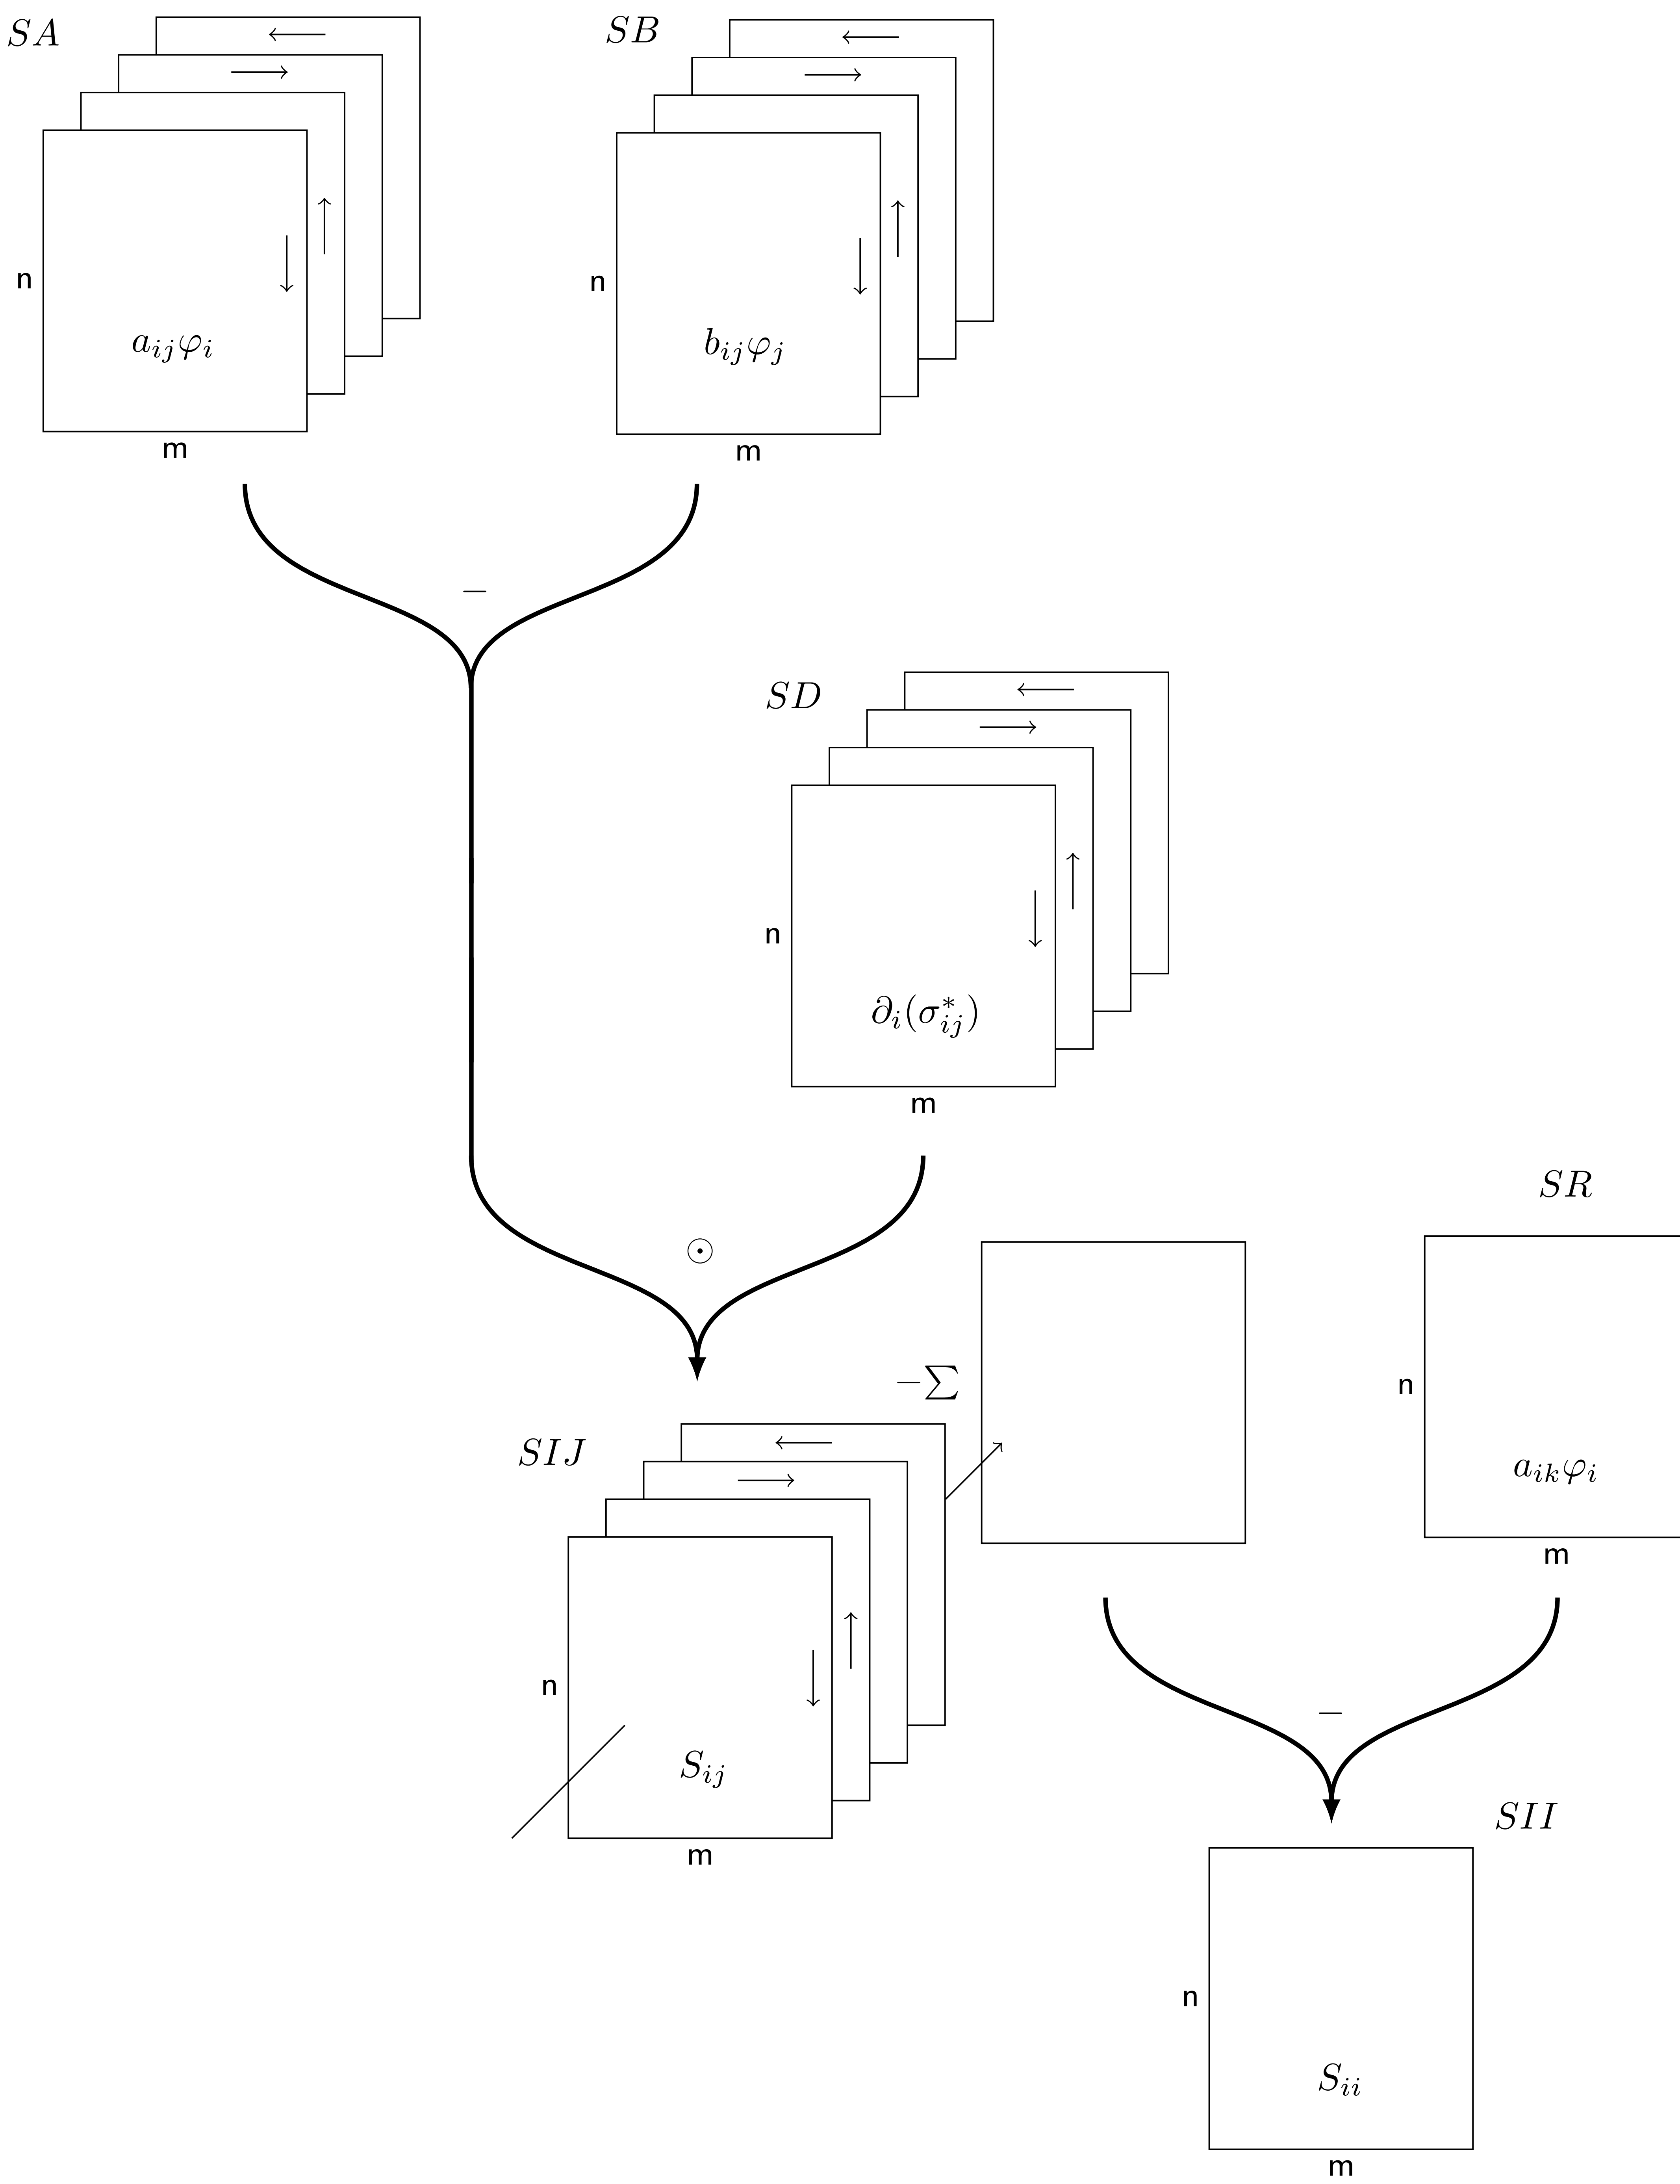 SA
←
→
↑
↓
n
a_{ij}φ_i
m
SB
←
→
↑
↓
n
b_{ij}φ_j
m
−
SD
←
→
↑
↓
n
∂_i(σ^*_{ij})
m
⊙
−∑
SR
n
a_{ik}φ_i
m
SIJ
←
→
↑
↓
n
S_{ij}
m
−
SII
n
S_{ii}
m